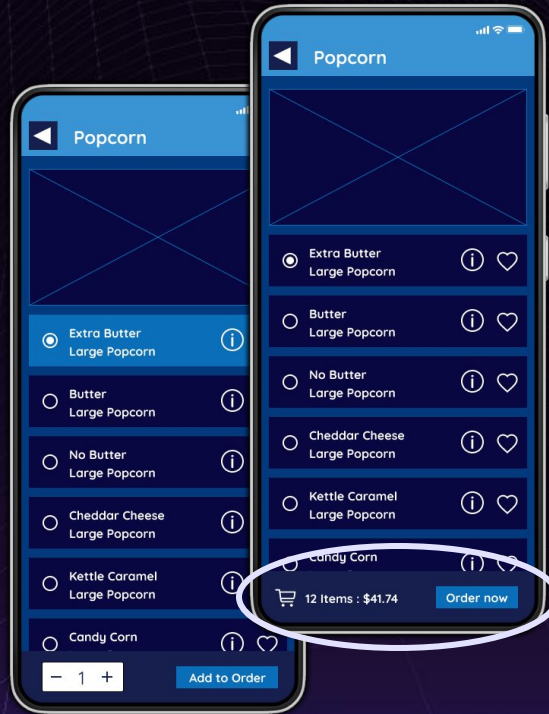 Popcorn
Extra Butter
Large Popcorn
Butter
Large Popcorn
No Butter
Large Popcorn
Cheddar Cheese
Large Popcorn
Kettle Caramel
Large Popcorn
Candy Corn
- 1 +
Add to Order
Popcorn
Extra Butter
Large Popcorn
Butter
Large Popcorn
No Butter
Large Popcorn
Cheddar Cheese
Large Popcorn
Kettle Caramel
Large Popcorn
Candy Corn
12 Items : $41.74
Order now